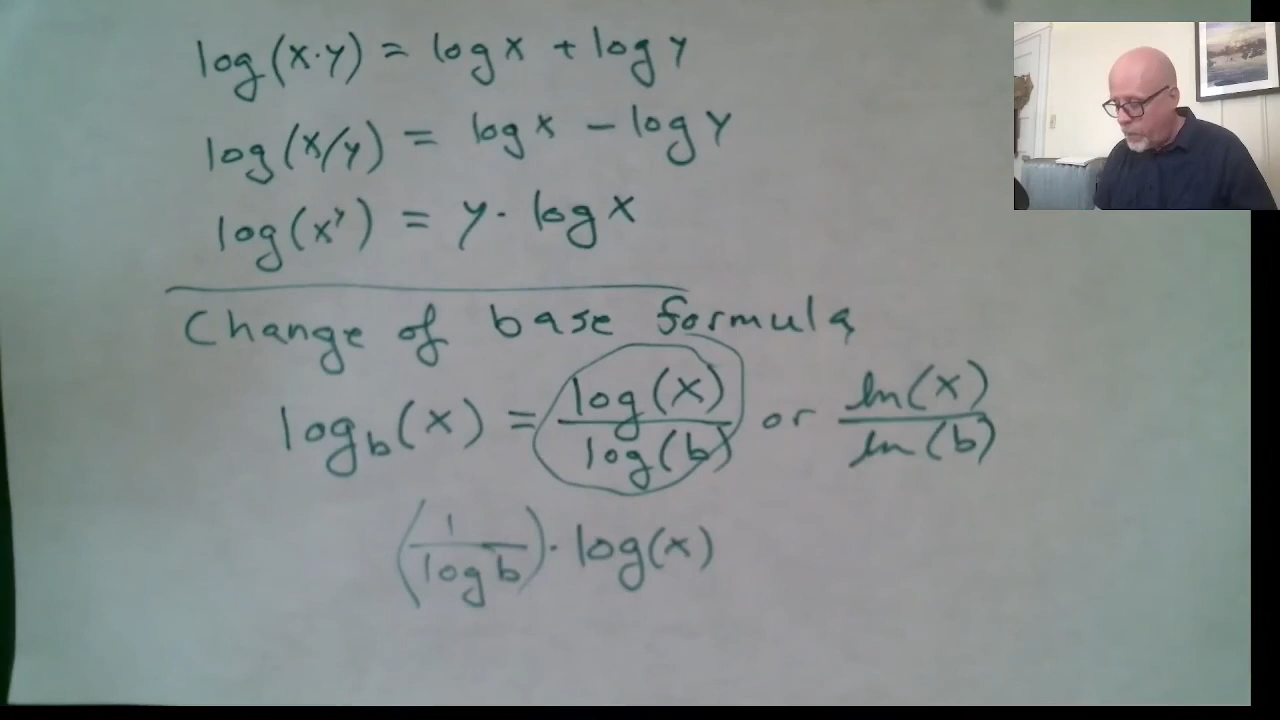 log(x·y) = log x + log y
log(x/y) = log x - log y
log(x^y) = y · log x
Change of base formula
log_b(x) = log(x)/log(b) or ln(x)/ln(b)
(1/log b) · log(x)